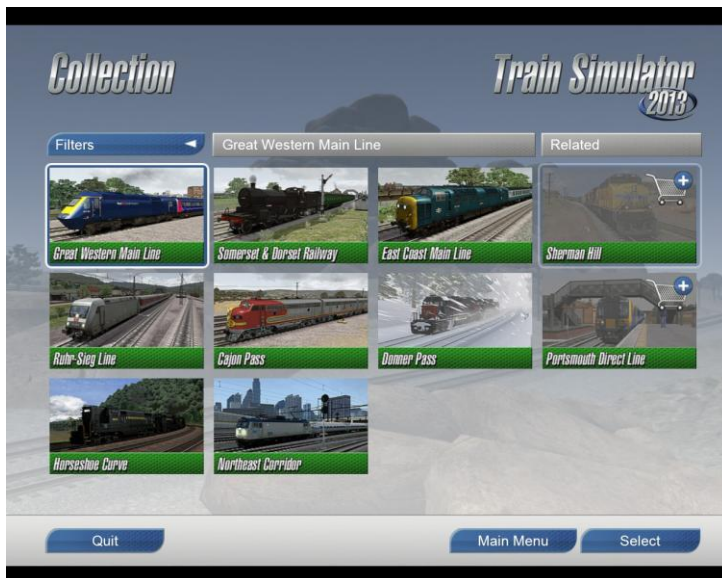 Collection
Train Simulator
2013
Filters
Great Western Main Line
Related
Great Western Main Line
Somerset & Dorset Railway
East Coast Main Line
Sherman Hill
Ruhr-Sieg Line
Cajon Pass
Donner Pass
Portsmouth Direct Line
Horseshoe Curve
Northeast Corridor
Quit
Main Menu
Select